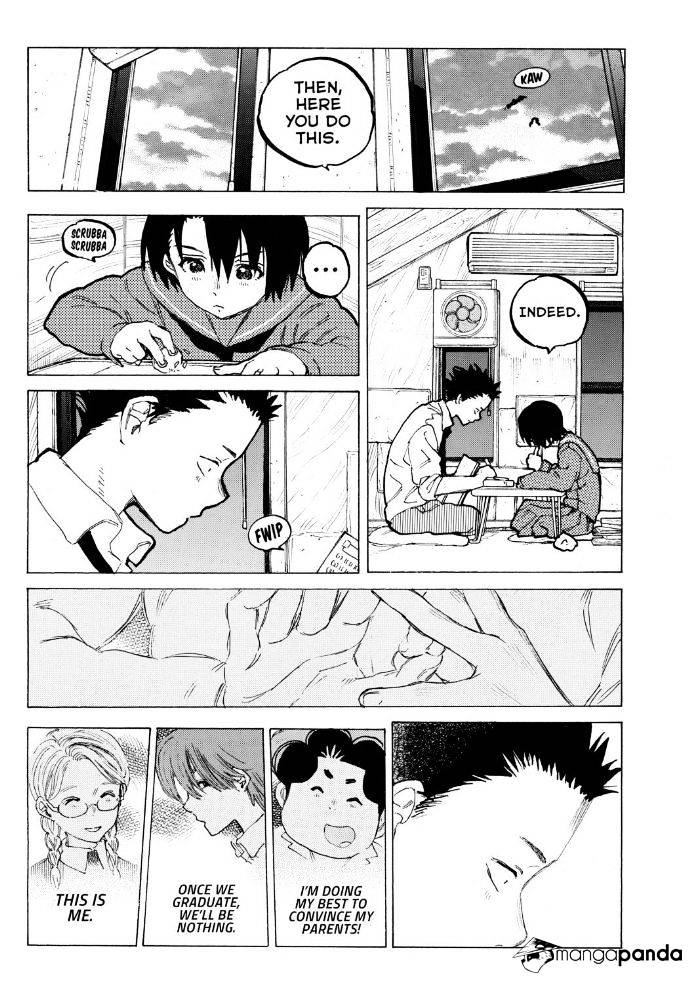 KAW
THEN,
HERE
YOU DO
THIS.
INDEED.
...
SCRUBBA
SCRUBBA
FWIP
I'M DOING
MY BEST TO
CONVINCE MY
PARENTS!
ONCE WE
GRADUATE,
WE'LL BE
NOTHING.
THIS IS
ME.
mangapanda